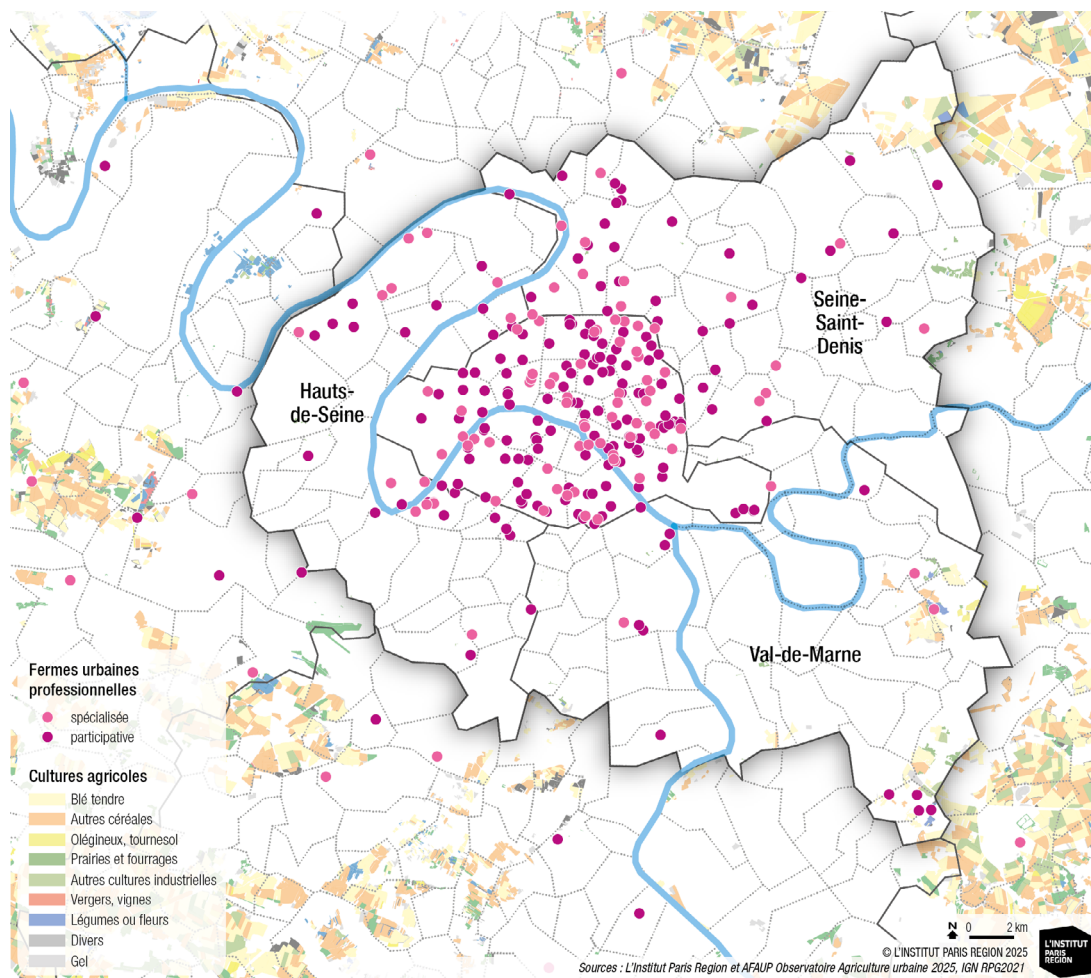 Seine-
Saint-
Denis
Hauts-
de-Seine
Val-de-Marne
Fermes urbaines
professionnelles
spécialisée
participative
Cultures agricoles
Blé tendre
Autres céréales
Olégineux, tournesol
Prairies et fourrages
Autres cultures industrielles
Vergers, vignes
Légumes ou fleurs
Divers
Gel
N 0 2 km
© L'INSTITUT PARIS REGION 2025
Sources : L'Institut Paris Region et AFAUP Observatoire Agriculture urbaine 2025, IGN RPG2021
L'INSTITUT
PARIS
REGION